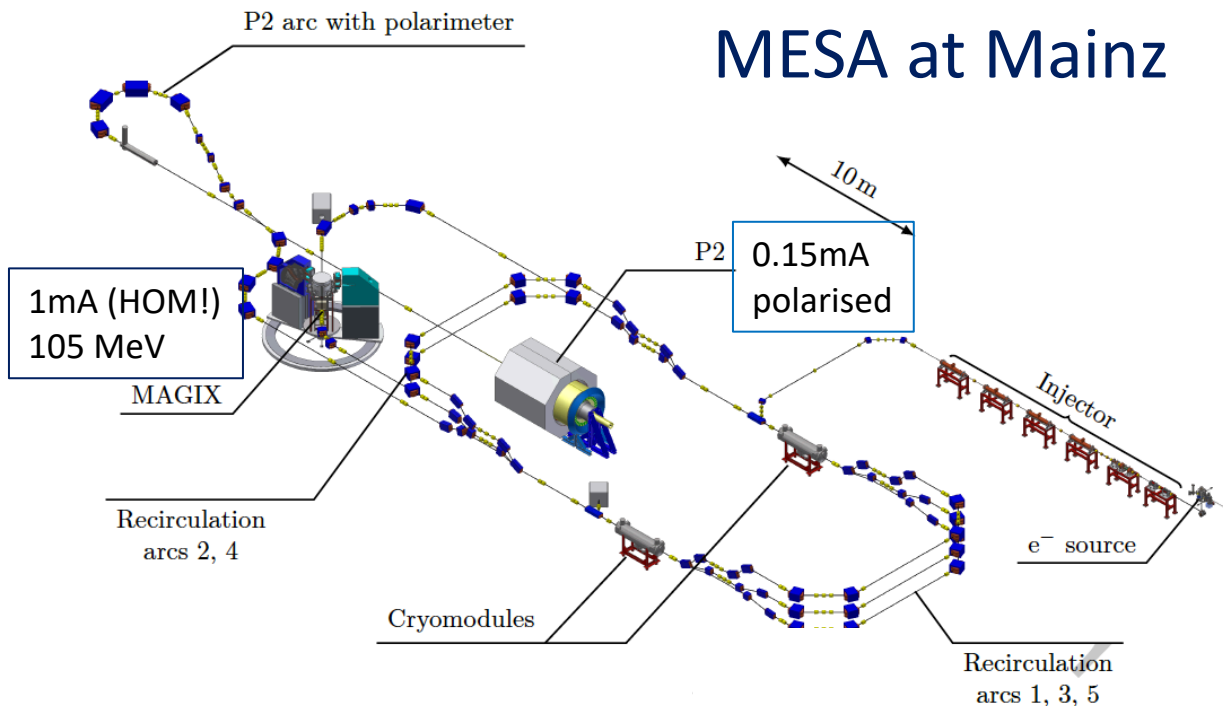 P2 arc with polarimeter
MESA at Mainz
10 m
P2
0.15mA
polarised
1mA (HOM!)
105 MeV
MAGIX
Injector
Recirculation
arcs 2, 4
e⁻ source
Cryomodules
Recirculation
arcs 1, 3, 5